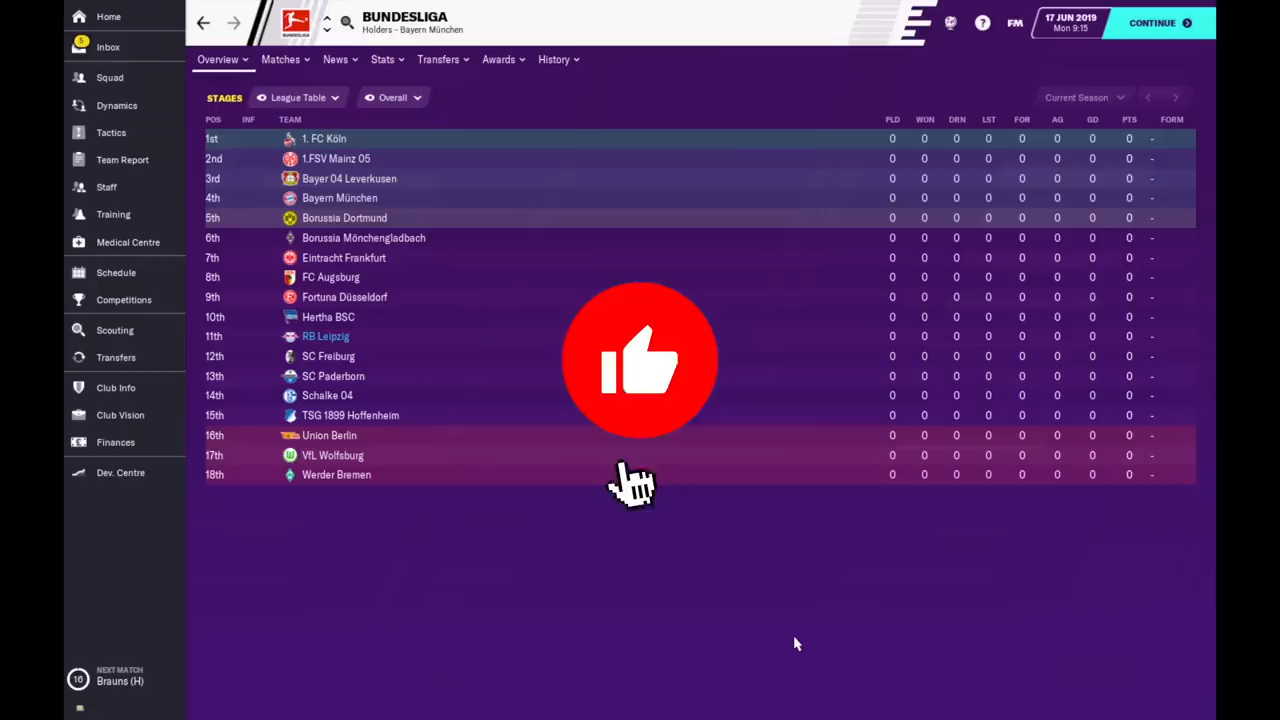 Home
Inbox
5
Squad
Dynamics
Tactics
Team Report
Staff
Training
Medical Centre
Schedule
Competitions
Scouting
Transfers
Club Info
Club Vision
Finances
Dev. Centre
16
NEXT MATCH
Brauns (H)
BUNDESLIGA
BUNDESLIGA
Holders - Bayern München
?
FM
17 JUN 2019
Mon 9:15
CONTINUE
Overview Matches News Stats Transfers Awards History
STAGES League Table Overall Current Season
POS INF TEAM PLD WON DRN LST FOR AG GD PTS FORM
1st 1. FC Köln 0 0 0 0 0 0 0 0 -
2nd 1.FSV Mainz 05 0 0 0 0 0 0 0 0 -
3rd Bayer 04 Leverkusen 0 0 0 0 0 0 0 0 -
4th Bayern München 0 0 0 0 0 0 0 0 -
5th Borussia Dortmund 0 0 0 0 0 0 0 0 -
6th Borussia Mönchengladbach 0 0 0 0 0 0 0 0 -
7th Eintracht Frankfurt 0 0 0 0 0 0 0 0 -
8th FC Augsburg 0 0 0 0 0 0 0 0 -
9th Fortuna Düsseldorf 0 0 0 0 0 0 0 0 -
10th Hertha BSC 0 0 0 0 0 0 0 0 -
11th RB Leipzig 0 0 0 0 0 0 0 0 -
12th SC Freiburg 0 0 0 0 0 0 0 0 -
13th SC Paderborn 0 0 0 0 0 0 0 0 -
14th Schalke 04 0 0 0 0 0 0 0 0 -
15th TSG 1899 Hoffenheim 0 0 0 0 0 0 0 0 -
16th Union Berlin 0 0 0 0 0 0 0 0 -
17th VfL Wolfsburg 0 0 0 0 0 0 0 0 -
18th Werder Bremen 0 0 0 0 0 0 0 0 -